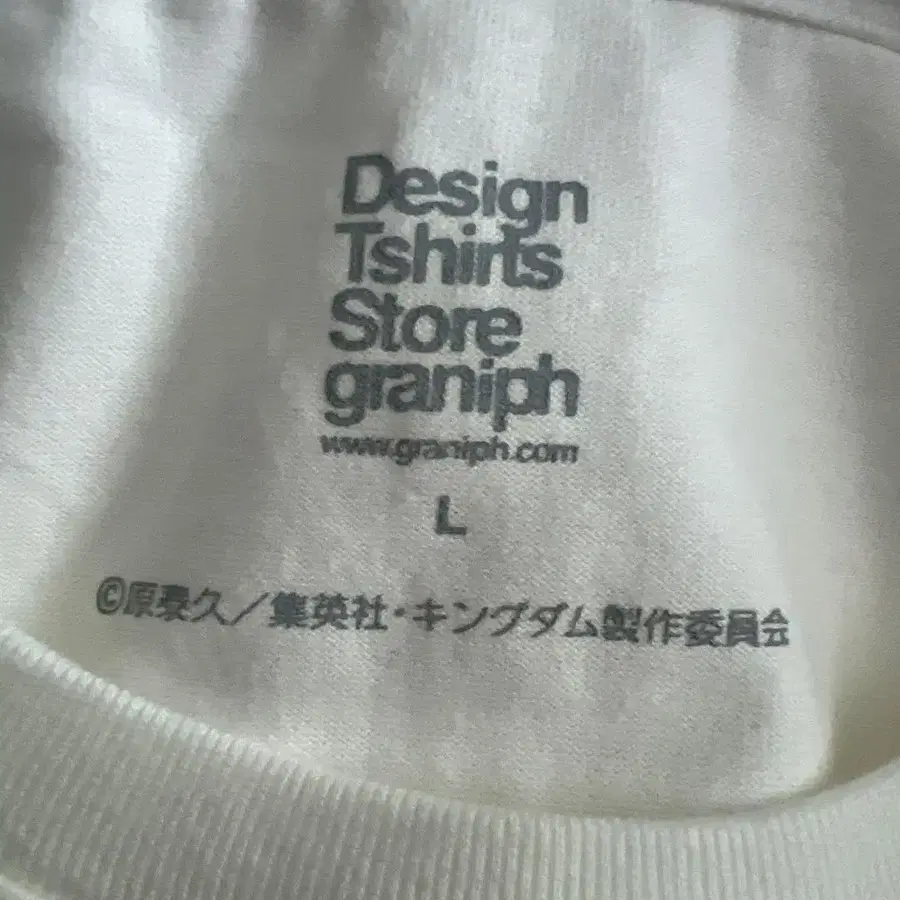 Design
Tshirts
Store
graniph
www.graniph.com
L
©原泰久／集英社・キングダム製作委員会